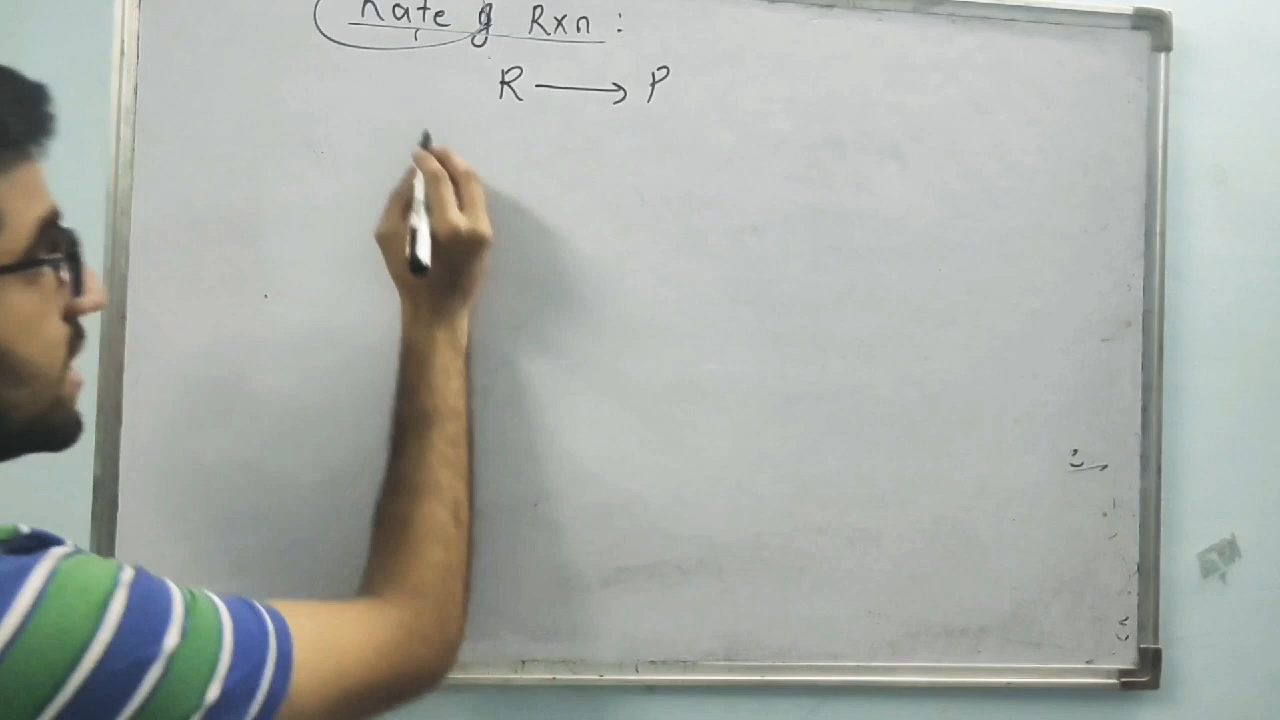 Rate of Rxn :
R ⟶ P